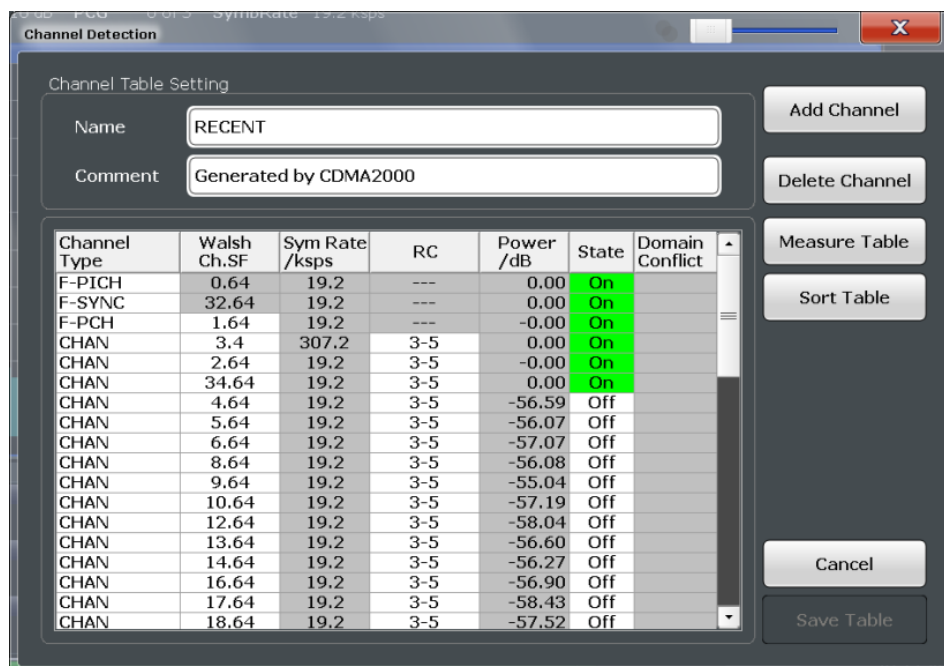 PCG SymbRate 19.2 ksps
Channel Detection
X
Channel Table Setting
Name RECENT
Comment Generated by CDMA2000
Add Channel
Delete Channel
Measure Table
Sort Table
Channel Type Walsh Ch.SF Sym Rate /ksps RC Power /dB State Domain Conflict
F-PICH 0.64 19.2 --- 0.00 On
F-SYNC 32.64 19.2 --- 0.00 On
F-PCH 1.64 19.2 --- -0.00 On
CHAN 3.4 307.2 3-5 0.00 On
CHAN 2.64 19.2 3-5 -0.00 On
CHAN 34.64 19.2 3-5 0.00 On
CHAN 4.64 19.2 3-5 -56.59 Off
CHAN 5.64 19.2 3-5 -56.07 Off
CHAN 6.64 19.2 3-5 -57.07 Off
CHAN 8.64 19.2 3-5 -56.08 Off
CHAN 9.64 19.2 3-5 -55.04 Off
CHAN 10.64 19.2 3-5 -57.19 Off
CHAN 12.64 19.2 3-5 -58.04 Off
CHAN 13.64 19.2 3-5 -56.60 Off
CHAN 14.64 19.2 3-5 -56.27 Off
CHAN 16.64 19.2 3-5 -56.90 Off
CHAN 17.64 19.2 3-5 -58.43 Off
CHAN 18.64 19.2 3-5 -57.52 Off
Cancel
Save Table